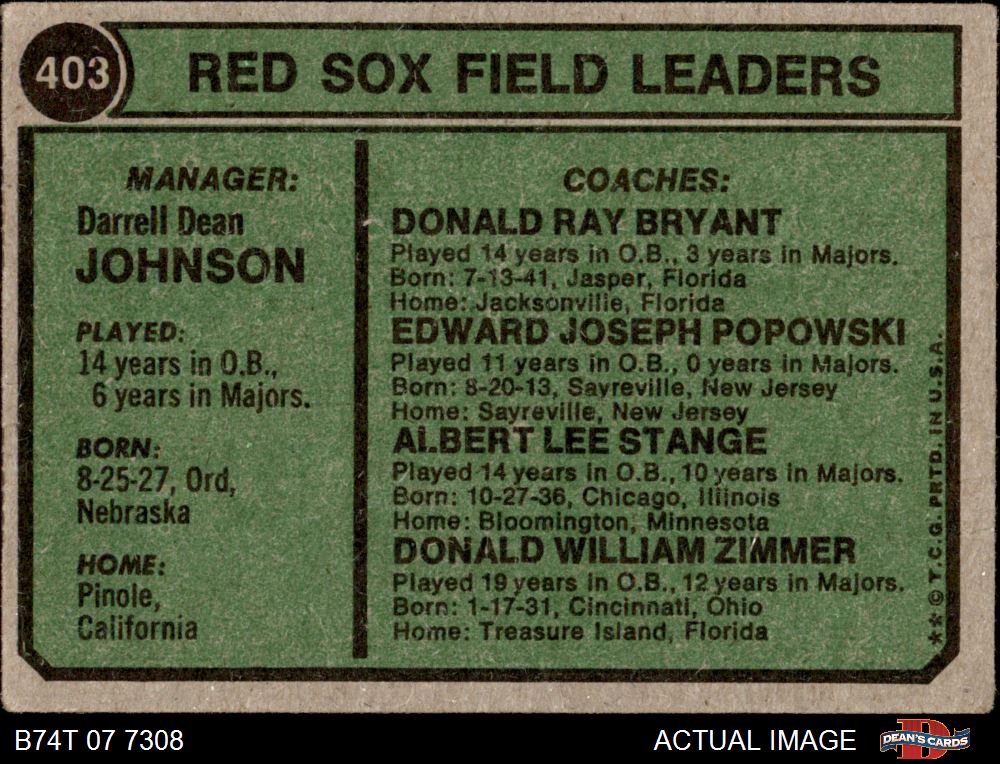 403
RED SOX FIELD LEADERS
MANAGER:
Darrell Dean
JOHNSON
PLAYED:
14 years in O.B.,
6 years in Majors.
BORN:
8-25-27, Ord,
Nebraska
HOME:
Pinole,
California
COACHES:
DONALD RAY BRYANT
Played 14 years in O.B., 3 years in Majors.
Born: 7-13-41, Jasper, Florida
Home: Jacksonville, Florida
EDWARD JOSEPH POPOWSKI
Played 11 years in O.B., 0 years in Majors.
Born: 8-20-13, Sayreville, New Jersey
Home: Sayreville, New Jersey
ALBERT LEE STANGE
Played 14 years in O.B., 10 years in Majors.
Born: 10-27-36, Chicago, Illinois
Home: Bloomington, Minnesota
DONALD WILLIAM ZIMMER
Played 19 years in O.B., 12 years in Majors.
Born: 1-17-31, Cincinnati, Ohio
Home: Treasure Island, Florida
**© T.C.G. PRTD. IN U.S.A.
B74T 07 7308
ACTUAL IMAGE
D
DEAN'S CARDS